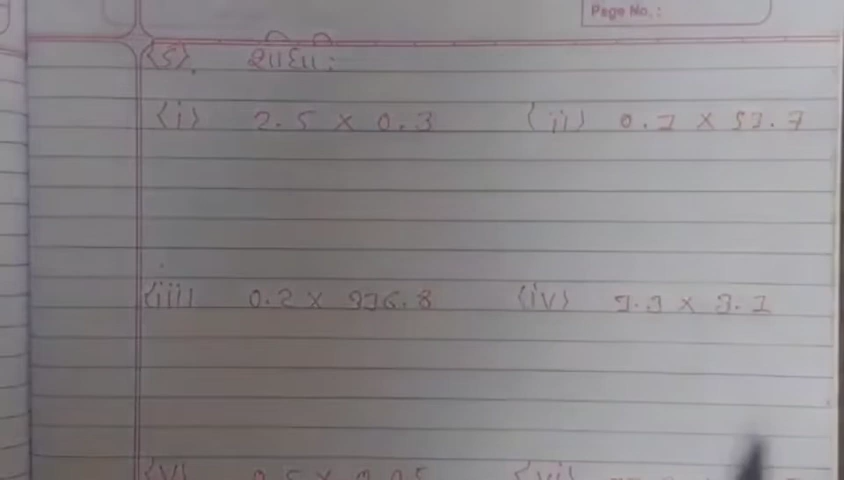 Page No. :
(5). શોધો :
(i) 2.5 × 0.3 (ii) 0.1 × 51.7
(iii) 0.2 × 316.8 (iv) 1.3 × 3.1